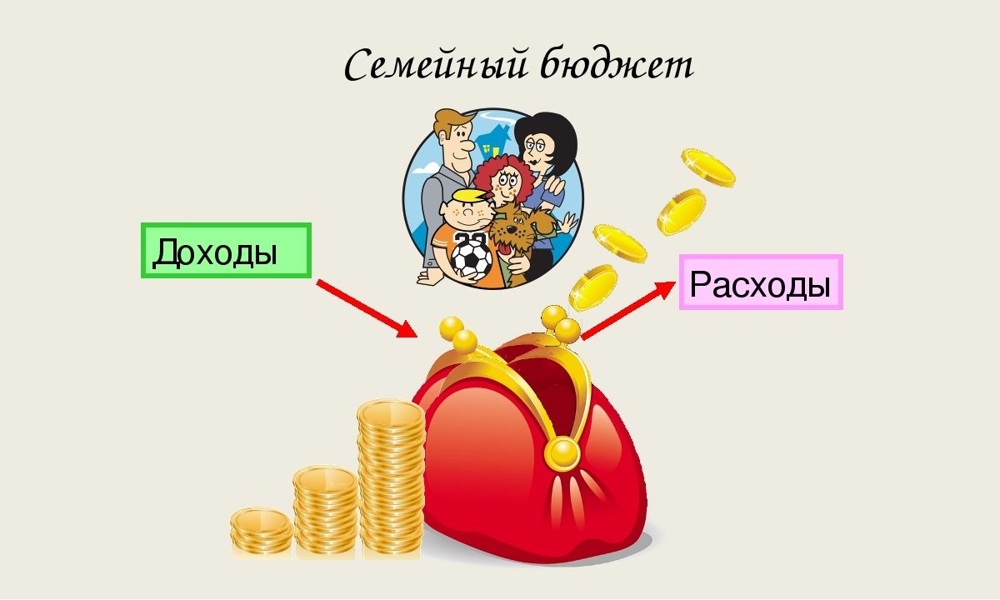 Семейный бюджет
Доходы
Расходы